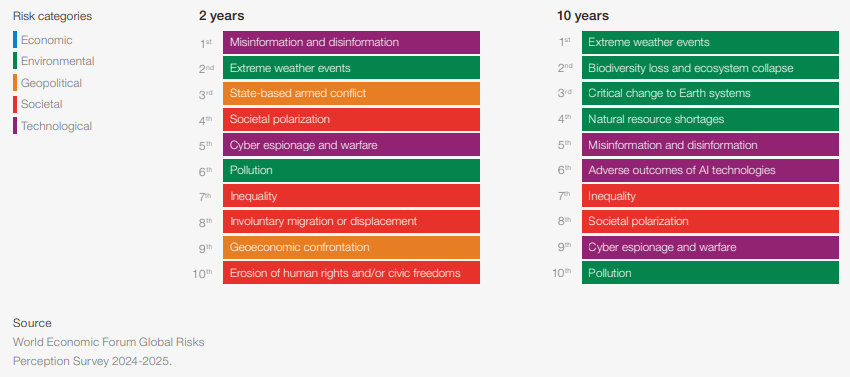 Risk categories
Economic
Environmental
Geopolitical
Societal
Technological
2 years
1st Misinformation and disinformation
2nd Extreme weather events
3rd State-based armed conflict
4th Societal polarization
5th Cyber espionage and warfare
6th Pollution
7th Inequality
8th Involuntary migration or displacement
9th Geoeconomic confrontation
10th Erosion of human rights and/or civic freedoms
10 years
1st Extreme weather events
2nd Biodiversity loss and ecosystem collapse
3rd Critical change to Earth systems
4th Natural resource shortages
5th Misinformation and disinformation
6th Adverse outcomes of AI technologies
7th Inequality
8th Societal polarization
9th Cyber espionage and warfare
10th Pollution
Source
World Economic Forum Global Risks
Perception Survey 2024-2025.